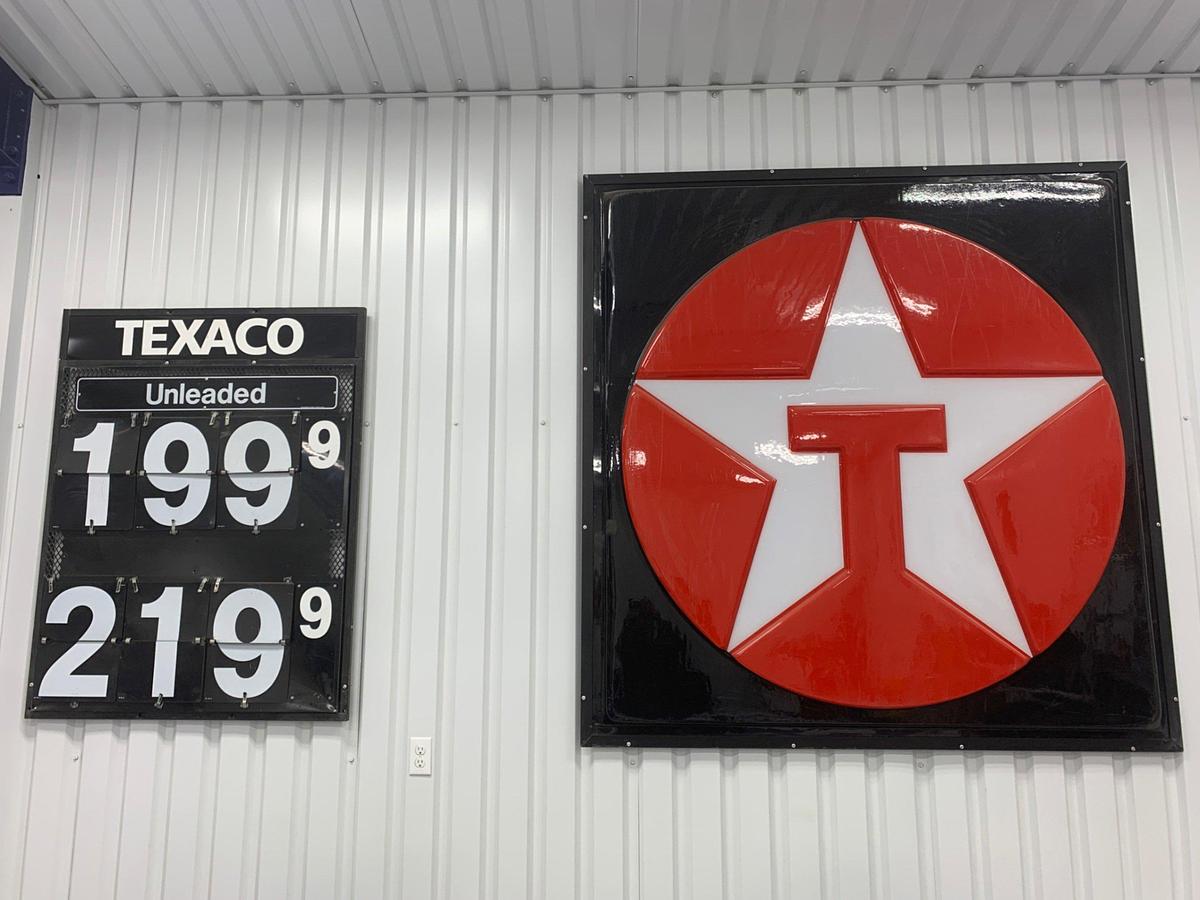 TEXACO
Unleaded
199 9
219 9
T